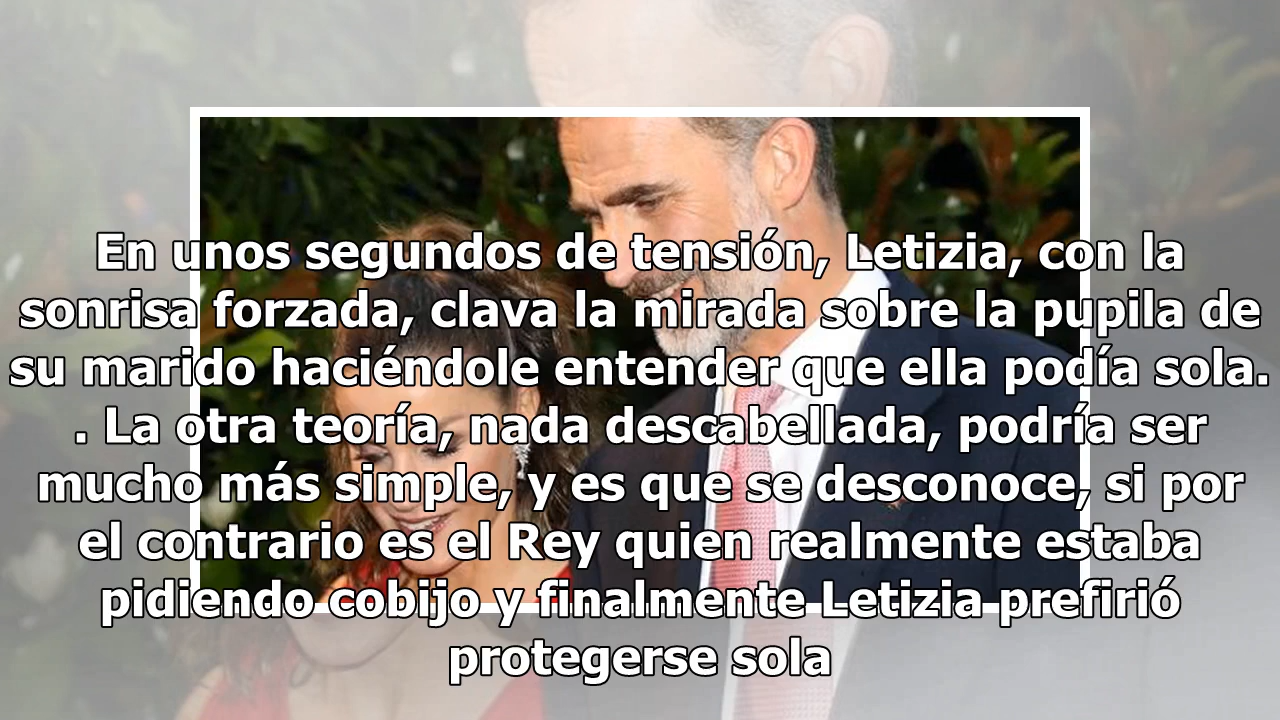 En unos segundos de tensión, Letizia, con la
sonrisa forzada, clava la mirada sobre la pupila de
su marido haciéndole entender que ella podía sola.
. La otra teoría, nada descabellada, podría ser
mucho más simple, y es que se desconoce, si por
el contrario es el Rey quien realmente estaba
pidiendo cobijo y finalmente Letizia prefirió
protegerse sola